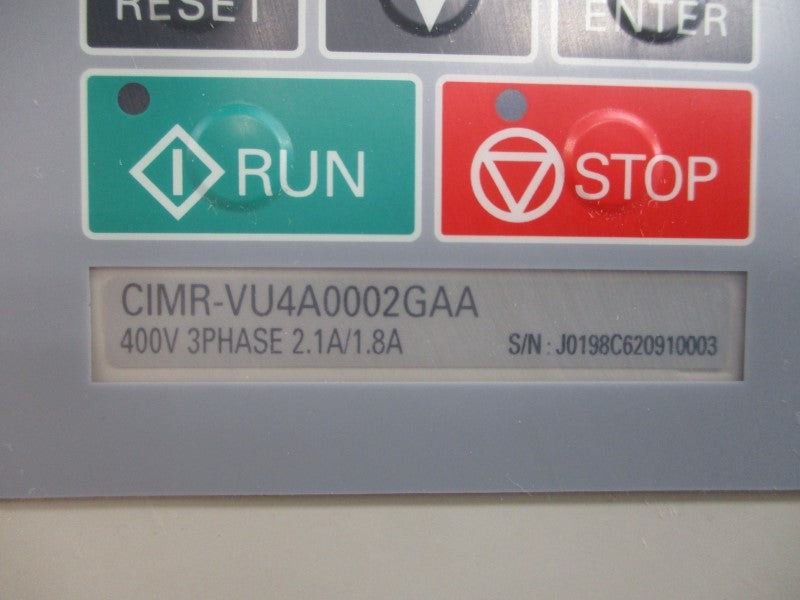 RESET
ENTER
RUN
STOP
CIMR-VU4A0002GAA
400V 3PHASE 2.1A/1.8A
S/N : J0198C620910003